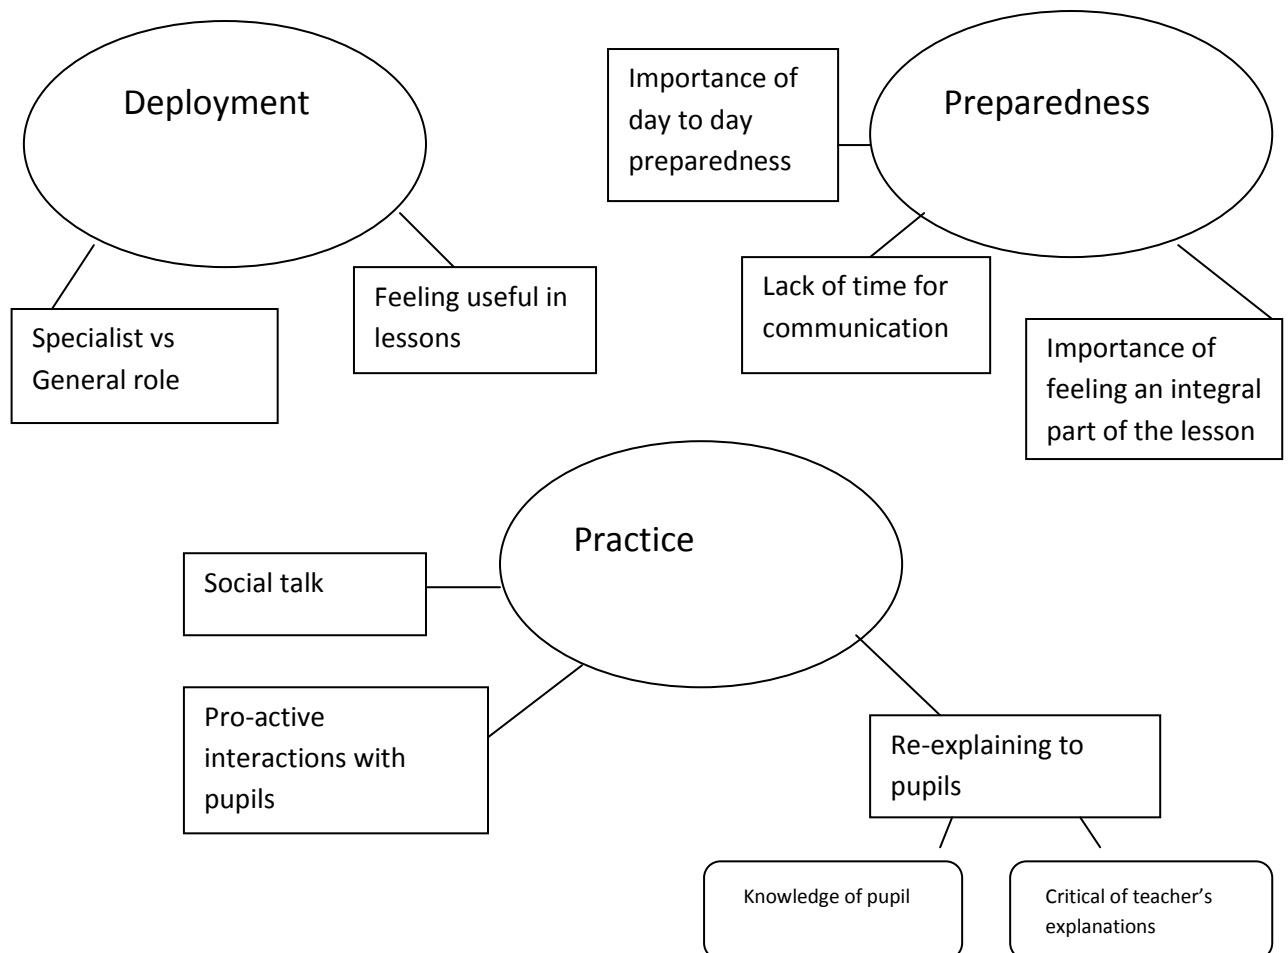 Deployment
Specialist vs
General role
Feeling useful in
lessons
Preparedness
Importance of
day to day
preparedness
Lack of time for
communication
Importance of
feeling an integral
part of the lesson
Practice
Social talk
Pro-active
interactions with
pupils
Re-explaining to
pupils
Knowledge of pupil
Critical of teacher’s
explanations